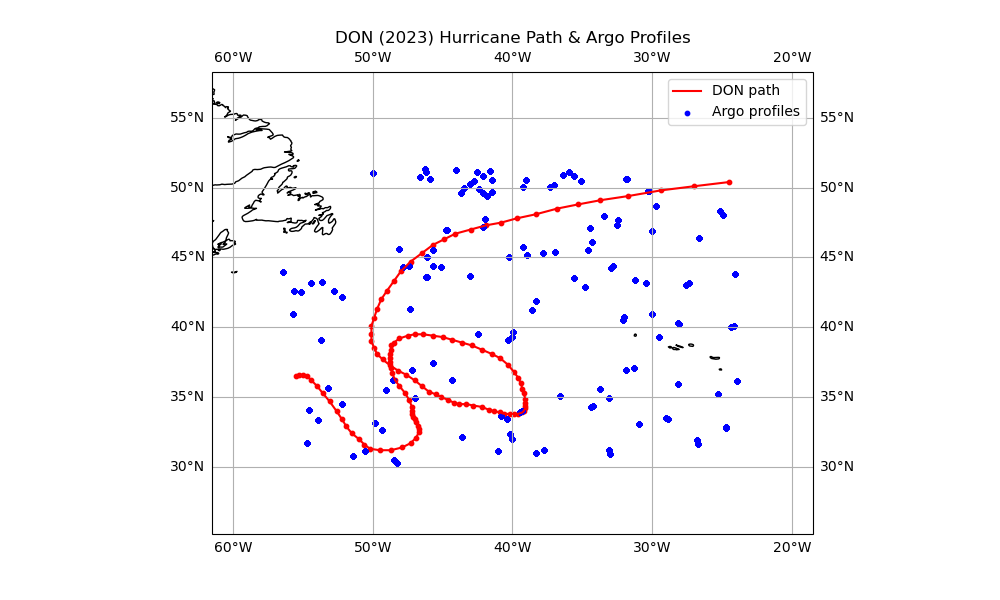 DON (2023) Hurricane Path & Argo Profiles
60°W 50°W 40°W 30°W 20°W
DON path
Argo profiles
55°N 55°N
50°N 50°N
45°N 45°N
40°N 40°N
35°N 35°N
30°N 30°N
60°W 50°W 40°W 30°W 20°W